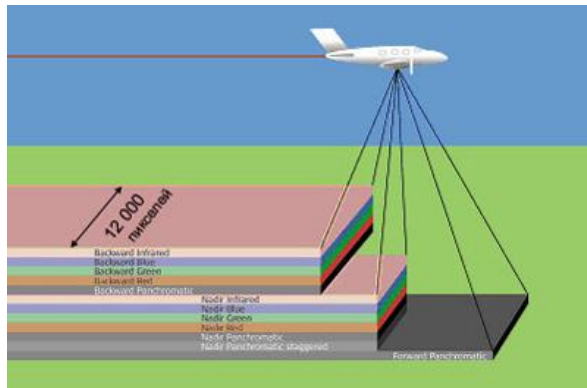 12 000
пикселей
Backward Infrared
Backward Blue
Backward Green
Backward Red
Backward Panchromatic
Nadir Infrared
Nadir Blue
Nadir Green
Nadir Red
Nadir Panchromatic
Nadir Panchromatic staggered
Forward Panchromatic